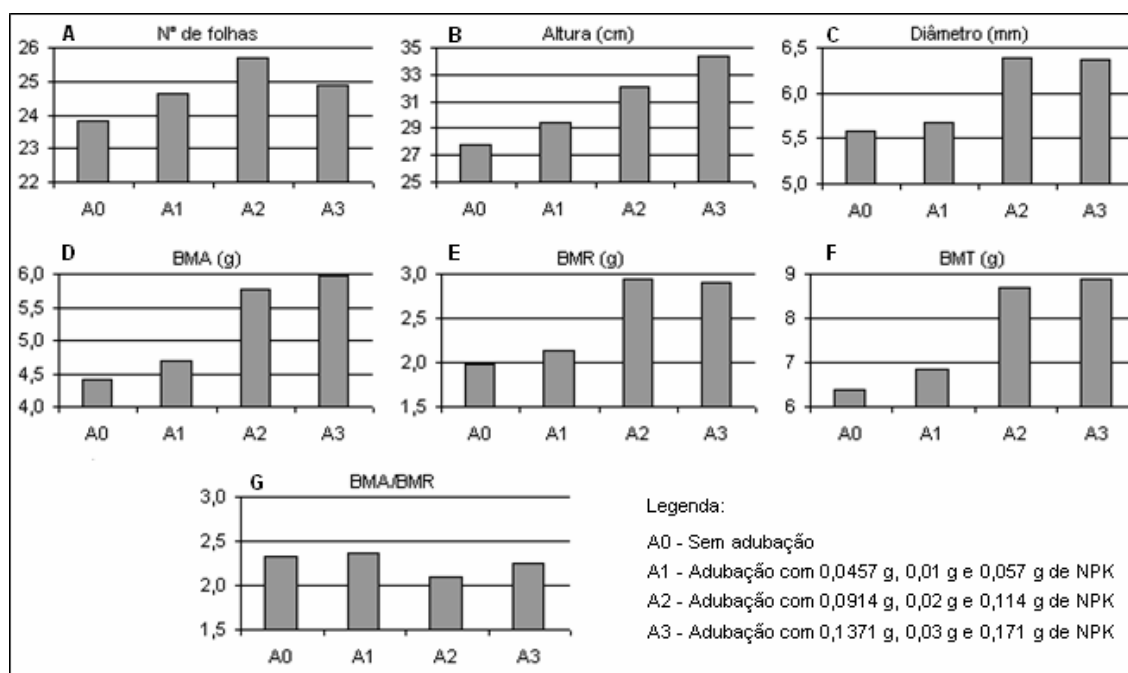 A Nº de folhas
26
25
24
23
22
A0 A1 A2 A3
B Altura (cm)
35
33
31
29
27
25
A0 A1 A2 A3
C Diâmetro (mm)
6,5
6,0
5,5
5,0
A0 A1 A2 A3
D BMA (g)
6,0
5,5
5,0
4,5
4,0
A0 A1 A2 A3
E BMR (g)
3,0
2,5
2,0
1,5
A0 A1 A2 A3
F BMT (g)
9
8
7
6
A0 A1 A2 A3
G BMA/BMR
3,0
2,5
2,0
1,5
A0 A1 A2 A3
Legenda:
A0 - Sem adubação
A1 - Adubação com 0,0457 g, 0,01 g e 0,057 g de NPK
A2 - Adubação com 0,0914 g, 0,02 g e 0,114 g de NPK
A3 - Adubação com 0,1371 g, 0,03 g e 0,171 g de NPK